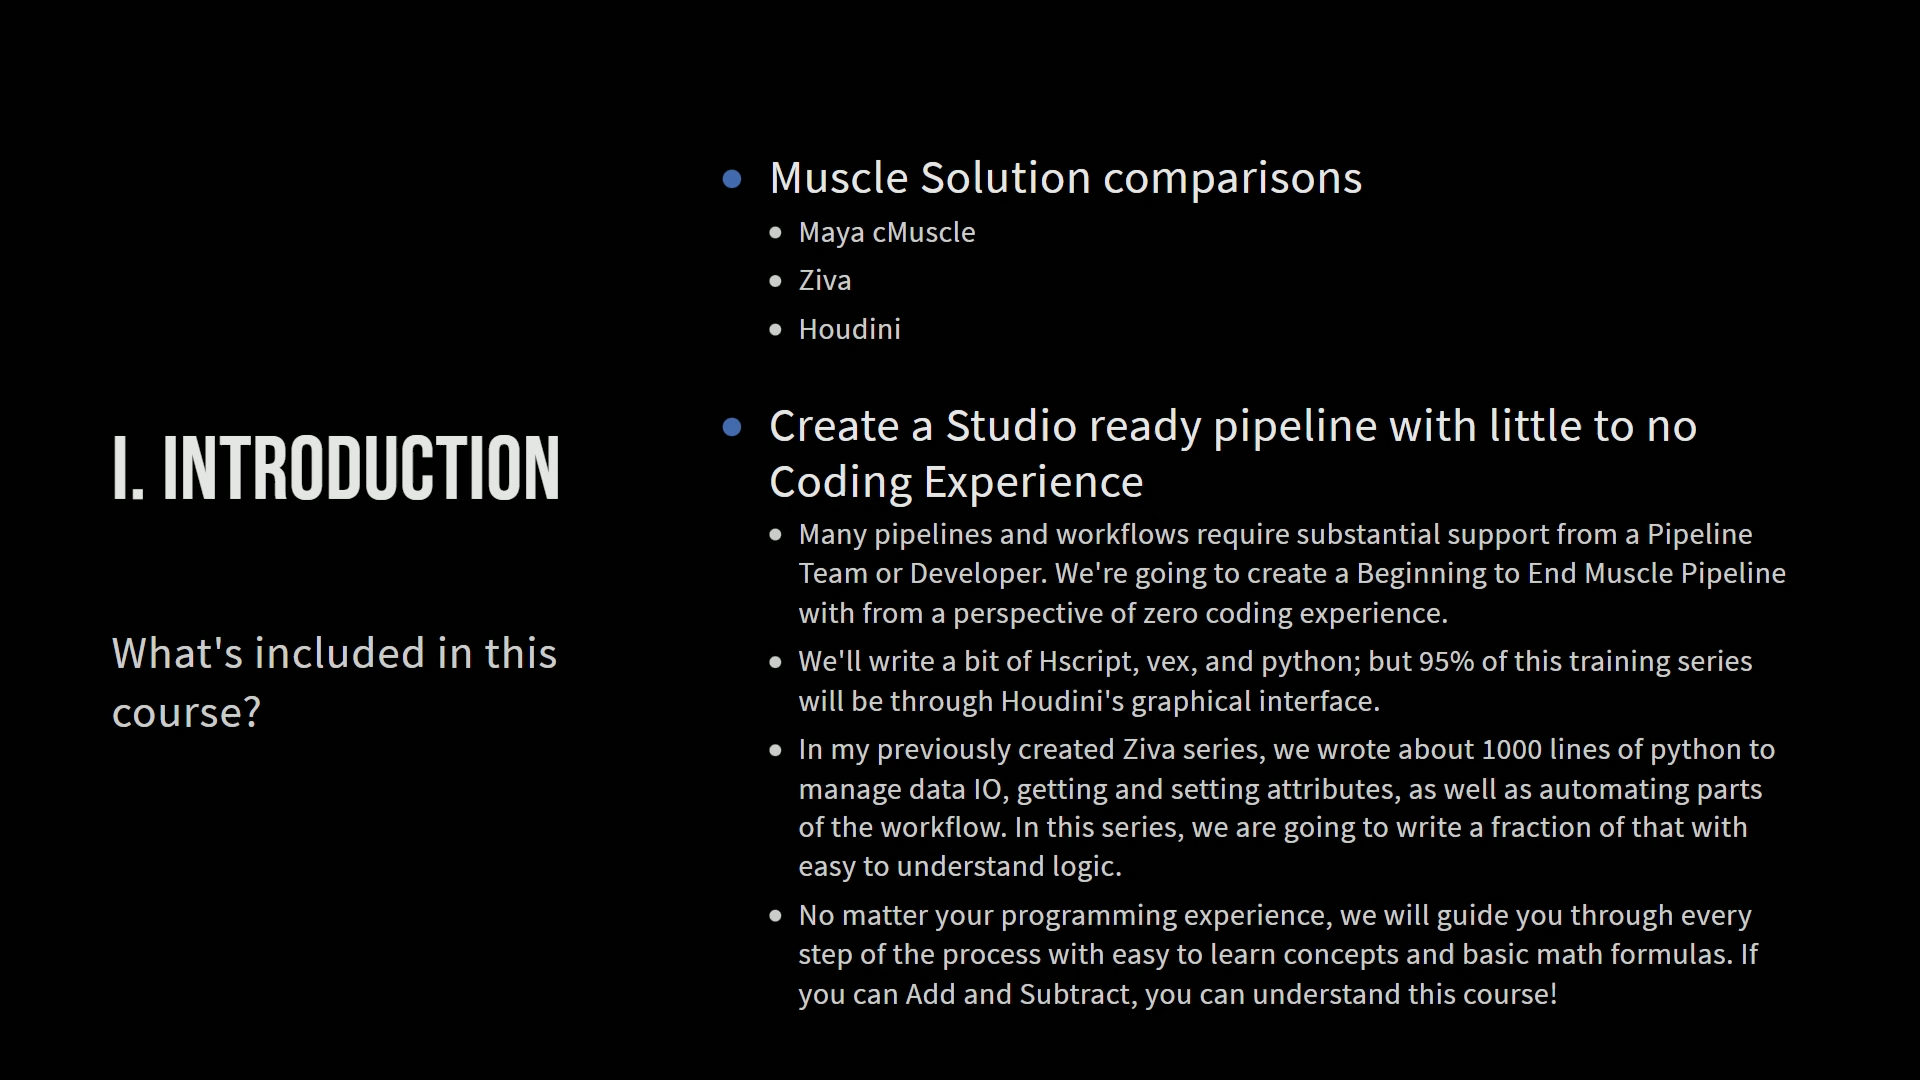 I. INTRODUCTION
What's included in this
course?
Muscle Solution comparisons
Maya cMuscle
Ziva
Houdini
Create a Studio ready pipeline with little to no
Coding Experience
Many pipelines and workflows require substantial support from a Pipeline
Team or Developer. We're going to create a Beginning to End Muscle Pipeline
with from a perspective of zero coding experience.
We'll write a bit of Hscript, vex, and python; but 95% of this training series
will be through Houdini's graphical interface.
In my previously created Ziva series, we wrote about 1000 lines of python to
manage data IO, getting and setting attributes, as well as automating parts
of the workflow. In this series, we are going to write a fraction of that with
easy to understand logic.
No matter your programming experience, we will guide you through every
step of the process with easy to learn concepts and basic math formulas. If
you can Add and Subtract, you can understand this course!